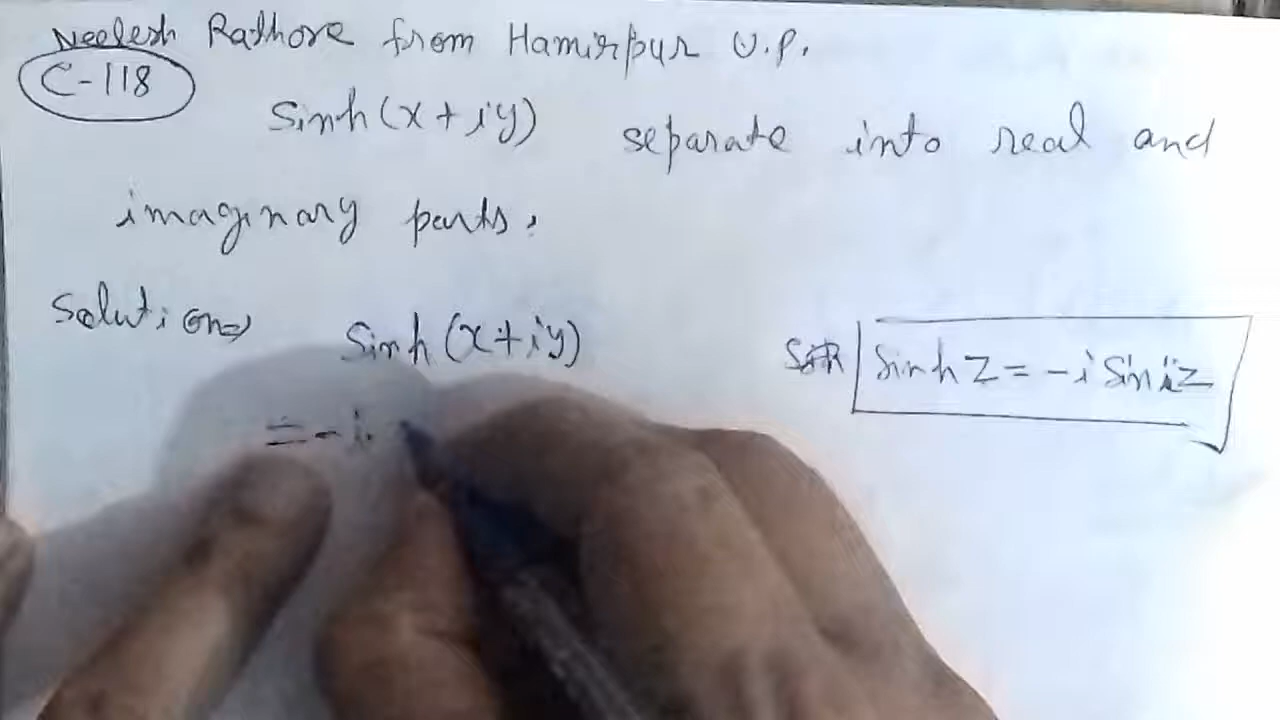 Neelesh Rathore from Hamirpur U.P.
C-118
Sinh(x+iy) separate into real and
imaginary parts.
Solution⇒ Sinh(x+iy)
Sinh Z = -i Sin iZ
= -i